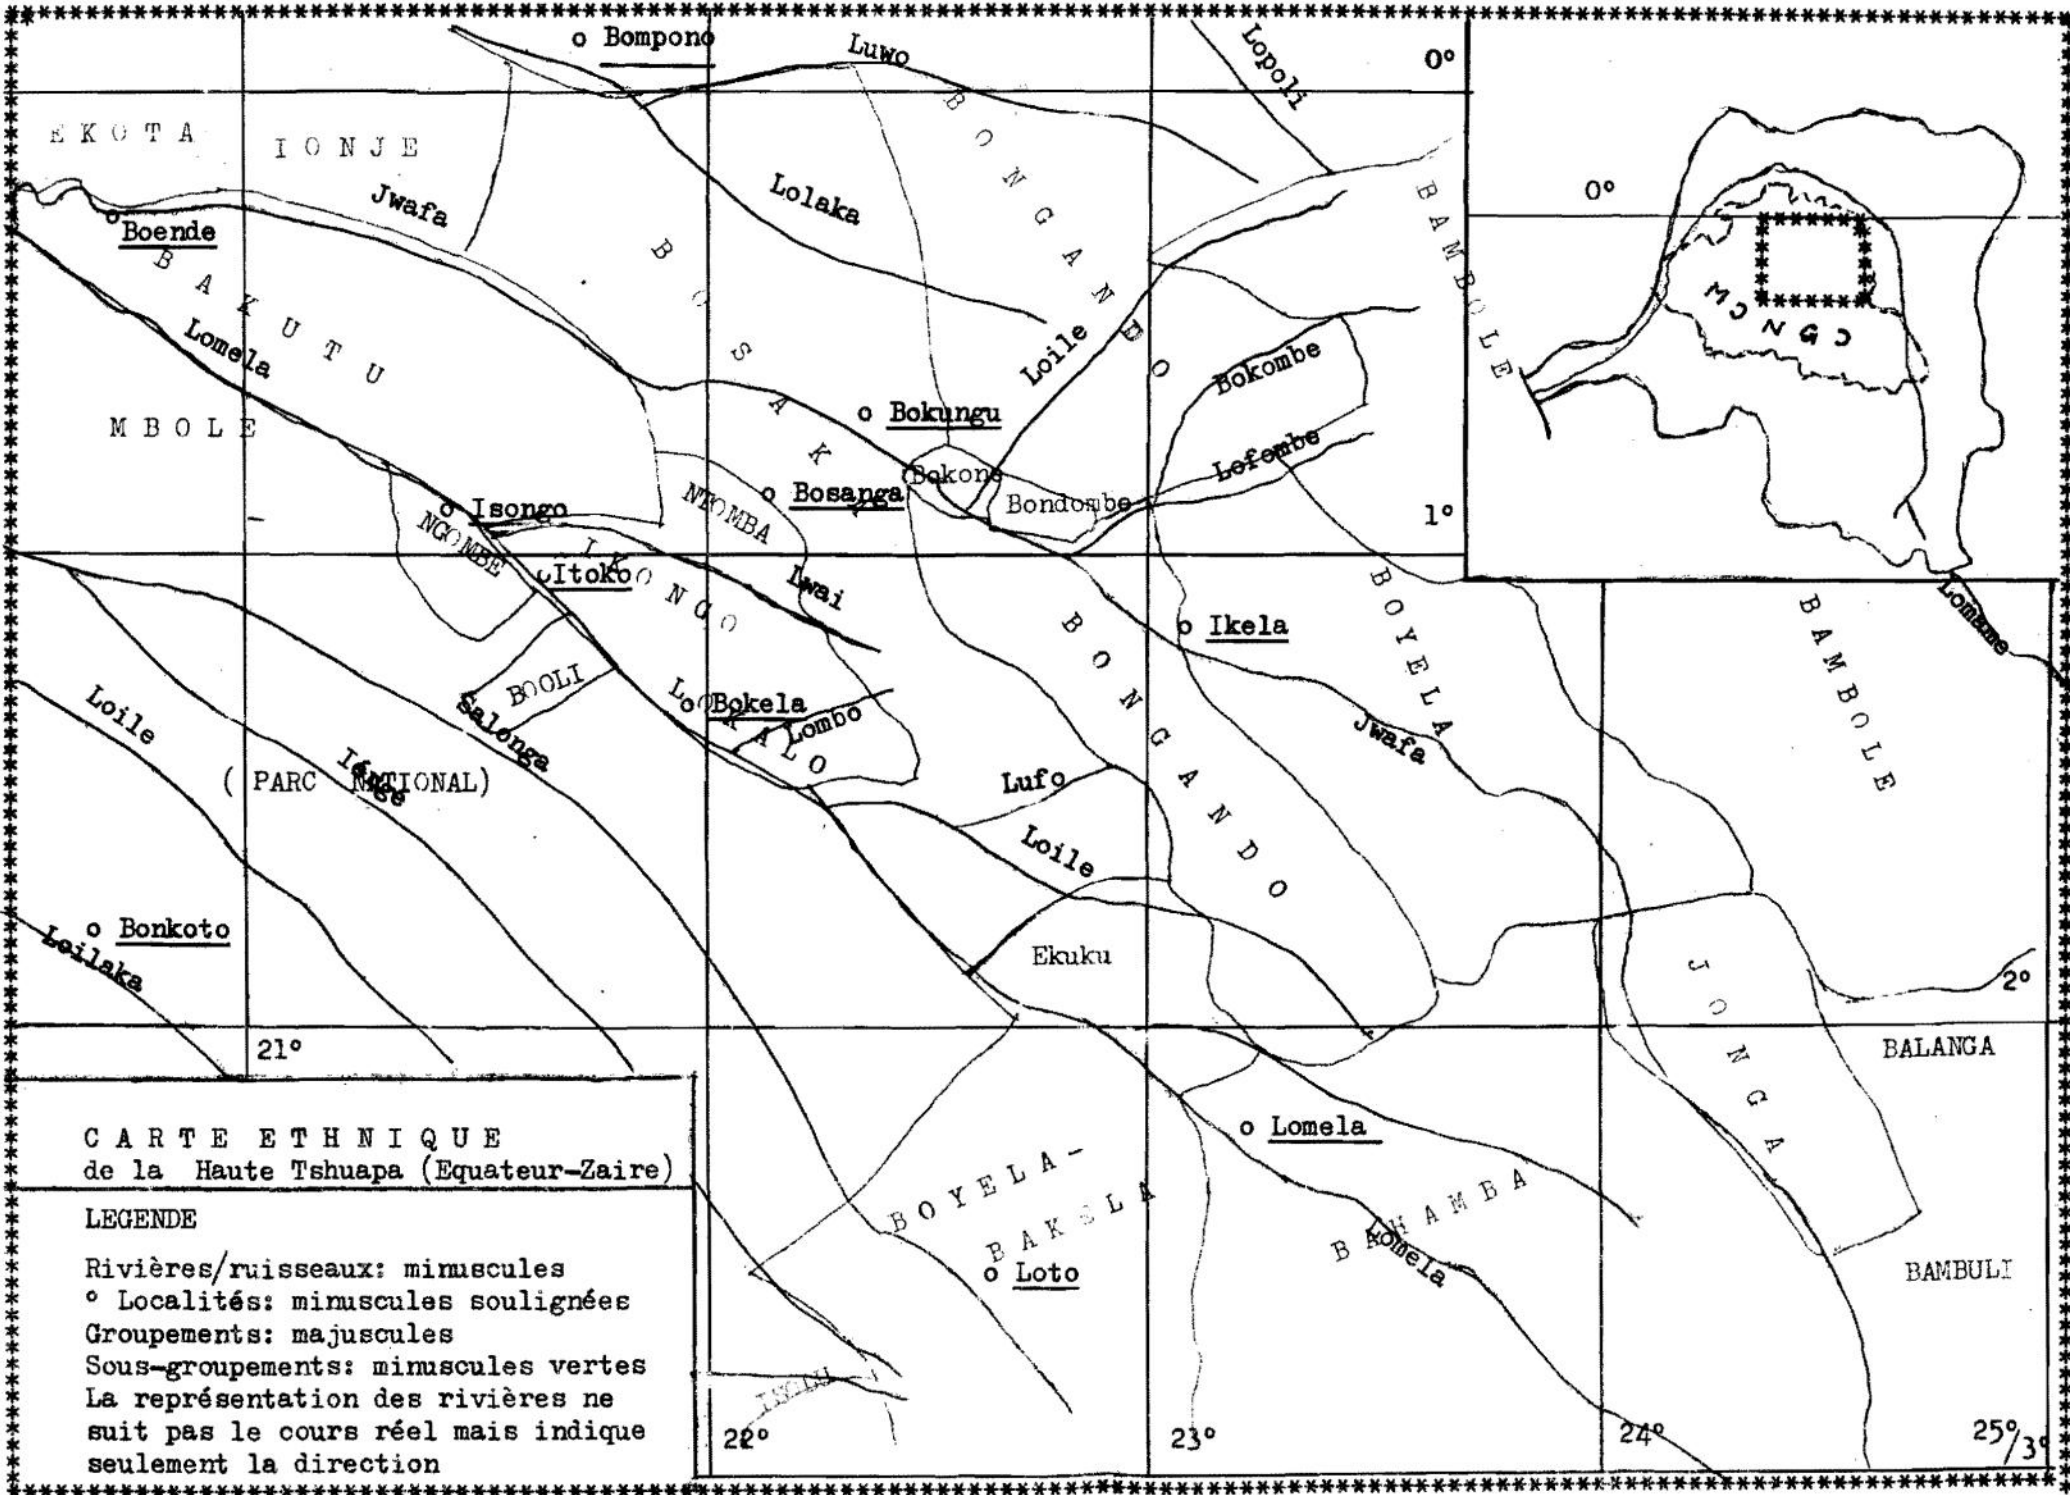 Bompono
Luwo
Lopoli
0°
EKOTA
IONJE
Jwafa
Lolaka
BONGANDO
BAMBOLE
0°
MONGO
Boende
BAKUTU
Lomela
MBOLE
BOSAKA
Loile
Bokombe
Bokungu
Lofombe
Bokone
Bondombe
1°
Isongo
NTOMBA
Bosanga
NGOMBE
IKONGO
Itoko
Iwai
BONGANDO
Ikela
BOYELA
BAMBOLE
Lomame
BOOLI
Salonga
LOKALO
Bokela
Lombo
Jwafa
Loile
(PARC NATIONAL)
Lufo
Loile
Bonkoto
Loilaka
Ekuku
JONGA
2°
21°
BALANGA
Lomela
BOYELA-
BAKELA
BAHAMBA
Loto
Lomela
BAMBULI
22°
23°
24°
25°/3°
CARTE ETHNIQUE
de la Haute Tshuapa (Equateur-Zaire)
LEGENDE
Rivières/ruisseaux: minuscules
° Localités: minuscules soulignées
Groupements: majuscules
Sous-groupements: minuscules vertes
La représentation des rivières ne
suit pas le cours réel mais indique
seulement la direction